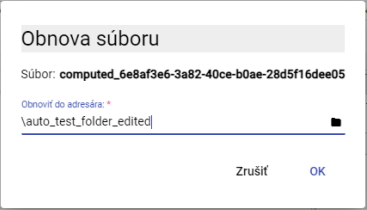 Obnova súboru
Súbor: computed_6e8af3e6-3a82-40ce-b0ae-28d5f16dee05
Obnoviť do adresára: *
\auto_test_folder_edited
Zrušiť OK